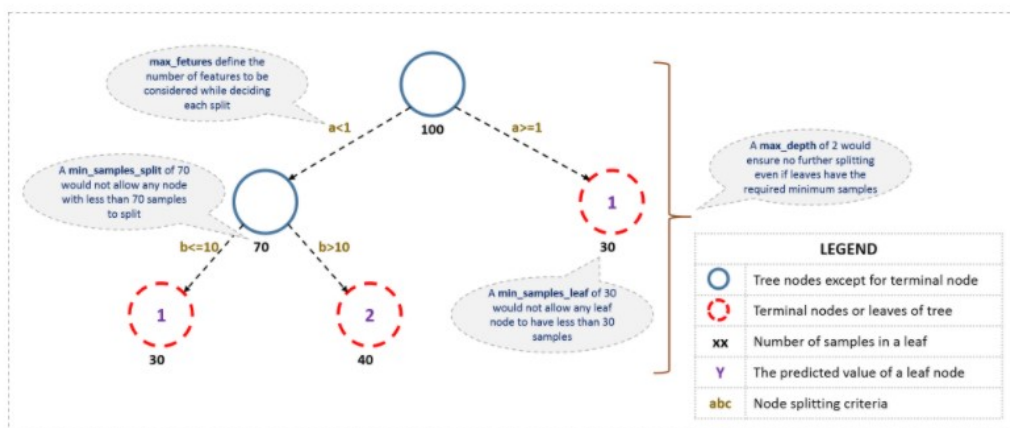 max_fetures define the
number of features to be
considered while deciding
each split
100
a<1
a>=1
A max_depth of 2 would
ensure no further splitting
even if leaves have the
required minimum samples
A min_samples_split of 70
would not allow any node
with less than 70 samples
to split
70
1
30
b<=10
b>10
1
30
2
40
A min_samples_leaf of 30
would not allow any leaf
node to have less than 30
samples
LEGEND
Tree nodes except for terminal node
Terminal nodes or leaves of tree
xx Number of samples in a leaf
Y The predicted value of a leaf node
abc Node splitting criteria